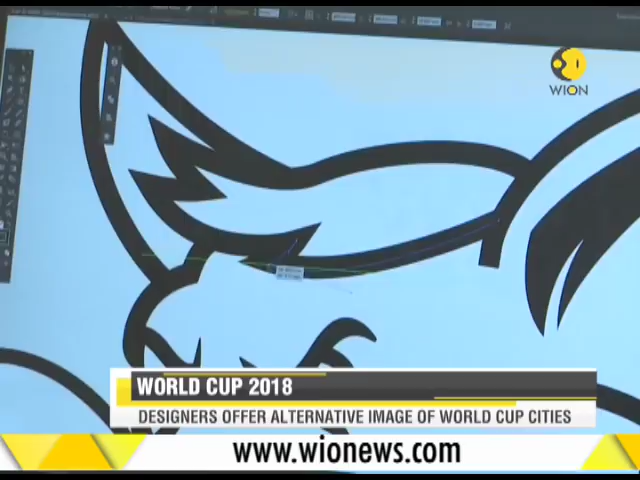 WION
WORLD CUP 2018
DESIGNERS OFFER ALTERNATIVE IMAGE OF WORLD CUP CITIES
www.wionews.com